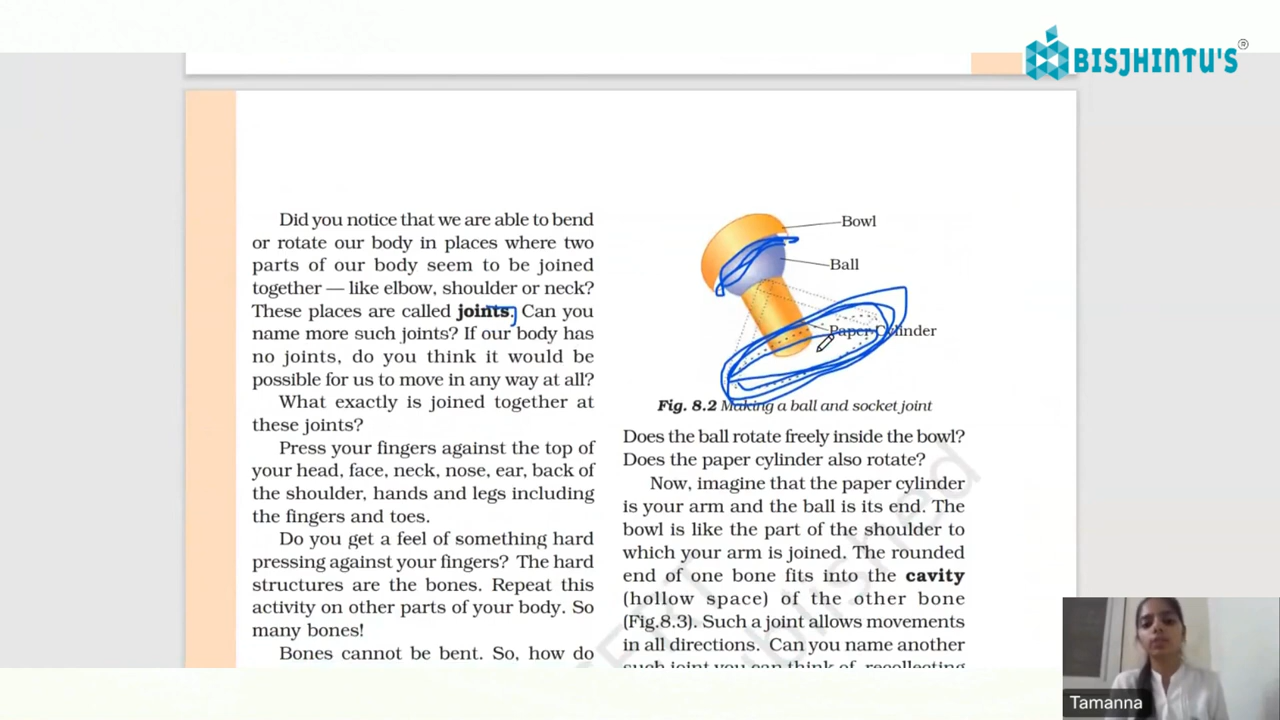 BISJHINTU'S ®
Did you notice that we are able to bend
or rotate our body in places where two
parts of our body seem to be joined
together — like elbow, shoulder or neck?
These places are called joints. Can you
name more such joints? If our body has
no joints, do you think it would be
possible for us to move in any way at all?
What exactly is joined together at
these joints?
Press your fingers against the top of
your head, face, neck, nose, ear, back of
the shoulder, hands and legs including
the fingers and toes.
Do you get a feel of something hard
pressing against your fingers? The hard
structures are the bones. Repeat this
activity on other parts of your body. So
many bones!
Bones cannot be bent. So, how do
Bowl
Ball
Paper Cylinder
Fig. 8.2 Making a ball and socket joint
Does the ball rotate freely inside the bowl?
Does the paper cylinder also rotate?
Now, imagine that the paper cylinder
is your arm and the ball is its end. The
bowl is like the part of the shoulder to
which your arm is joined. The rounded
end of one bone fits into the cavity
(hollow space) of the other bone
(Fig.8.3). Such a joint allows movements
in all directions. Can you name another
such joint you can think of, recollecting
Tamanna